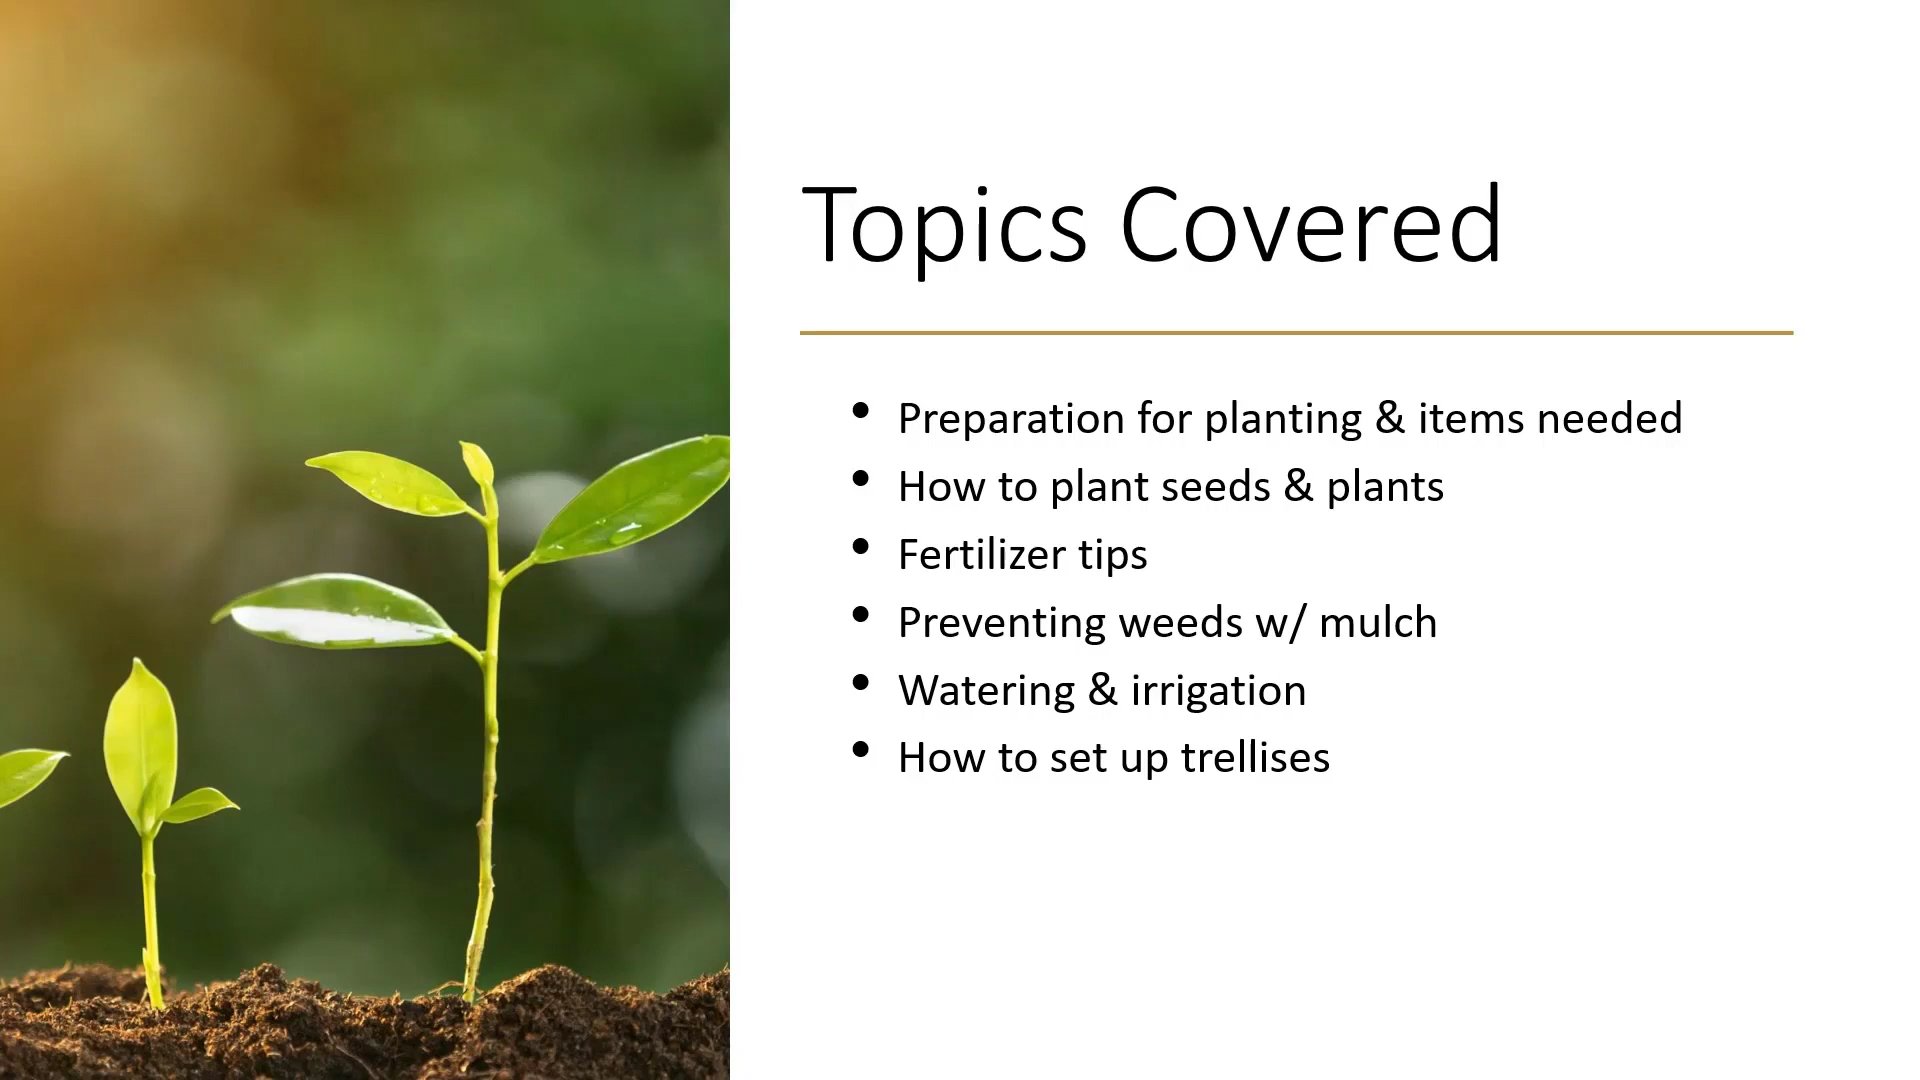 Topics Covered
• Preparation for planting & items needed
• How to plant seeds & plants
• Fertilizer tips
• Preventing weeds w/ mulch
• Watering & irrigation
• How to set up trellises